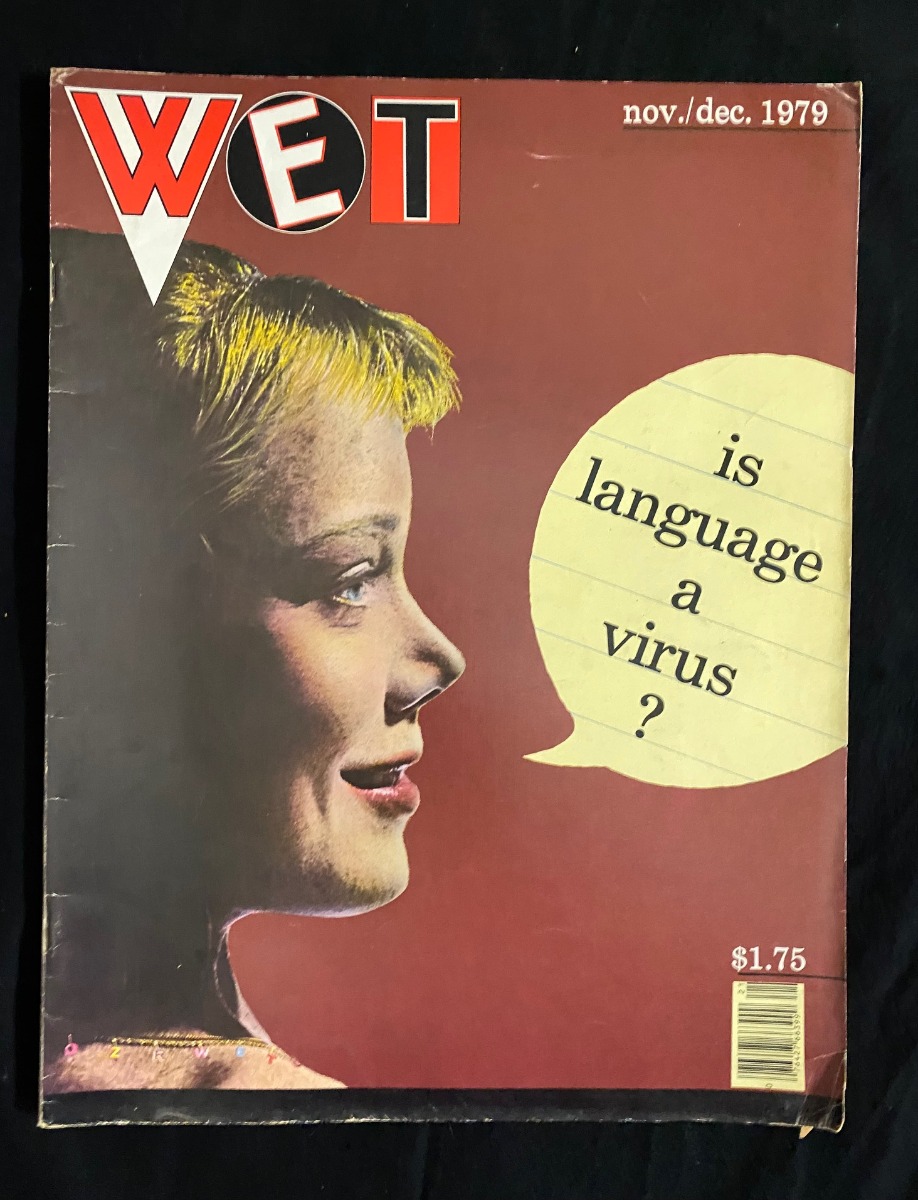 WET
nov./dec. 1979
is
language
a
virus
?
$1.75